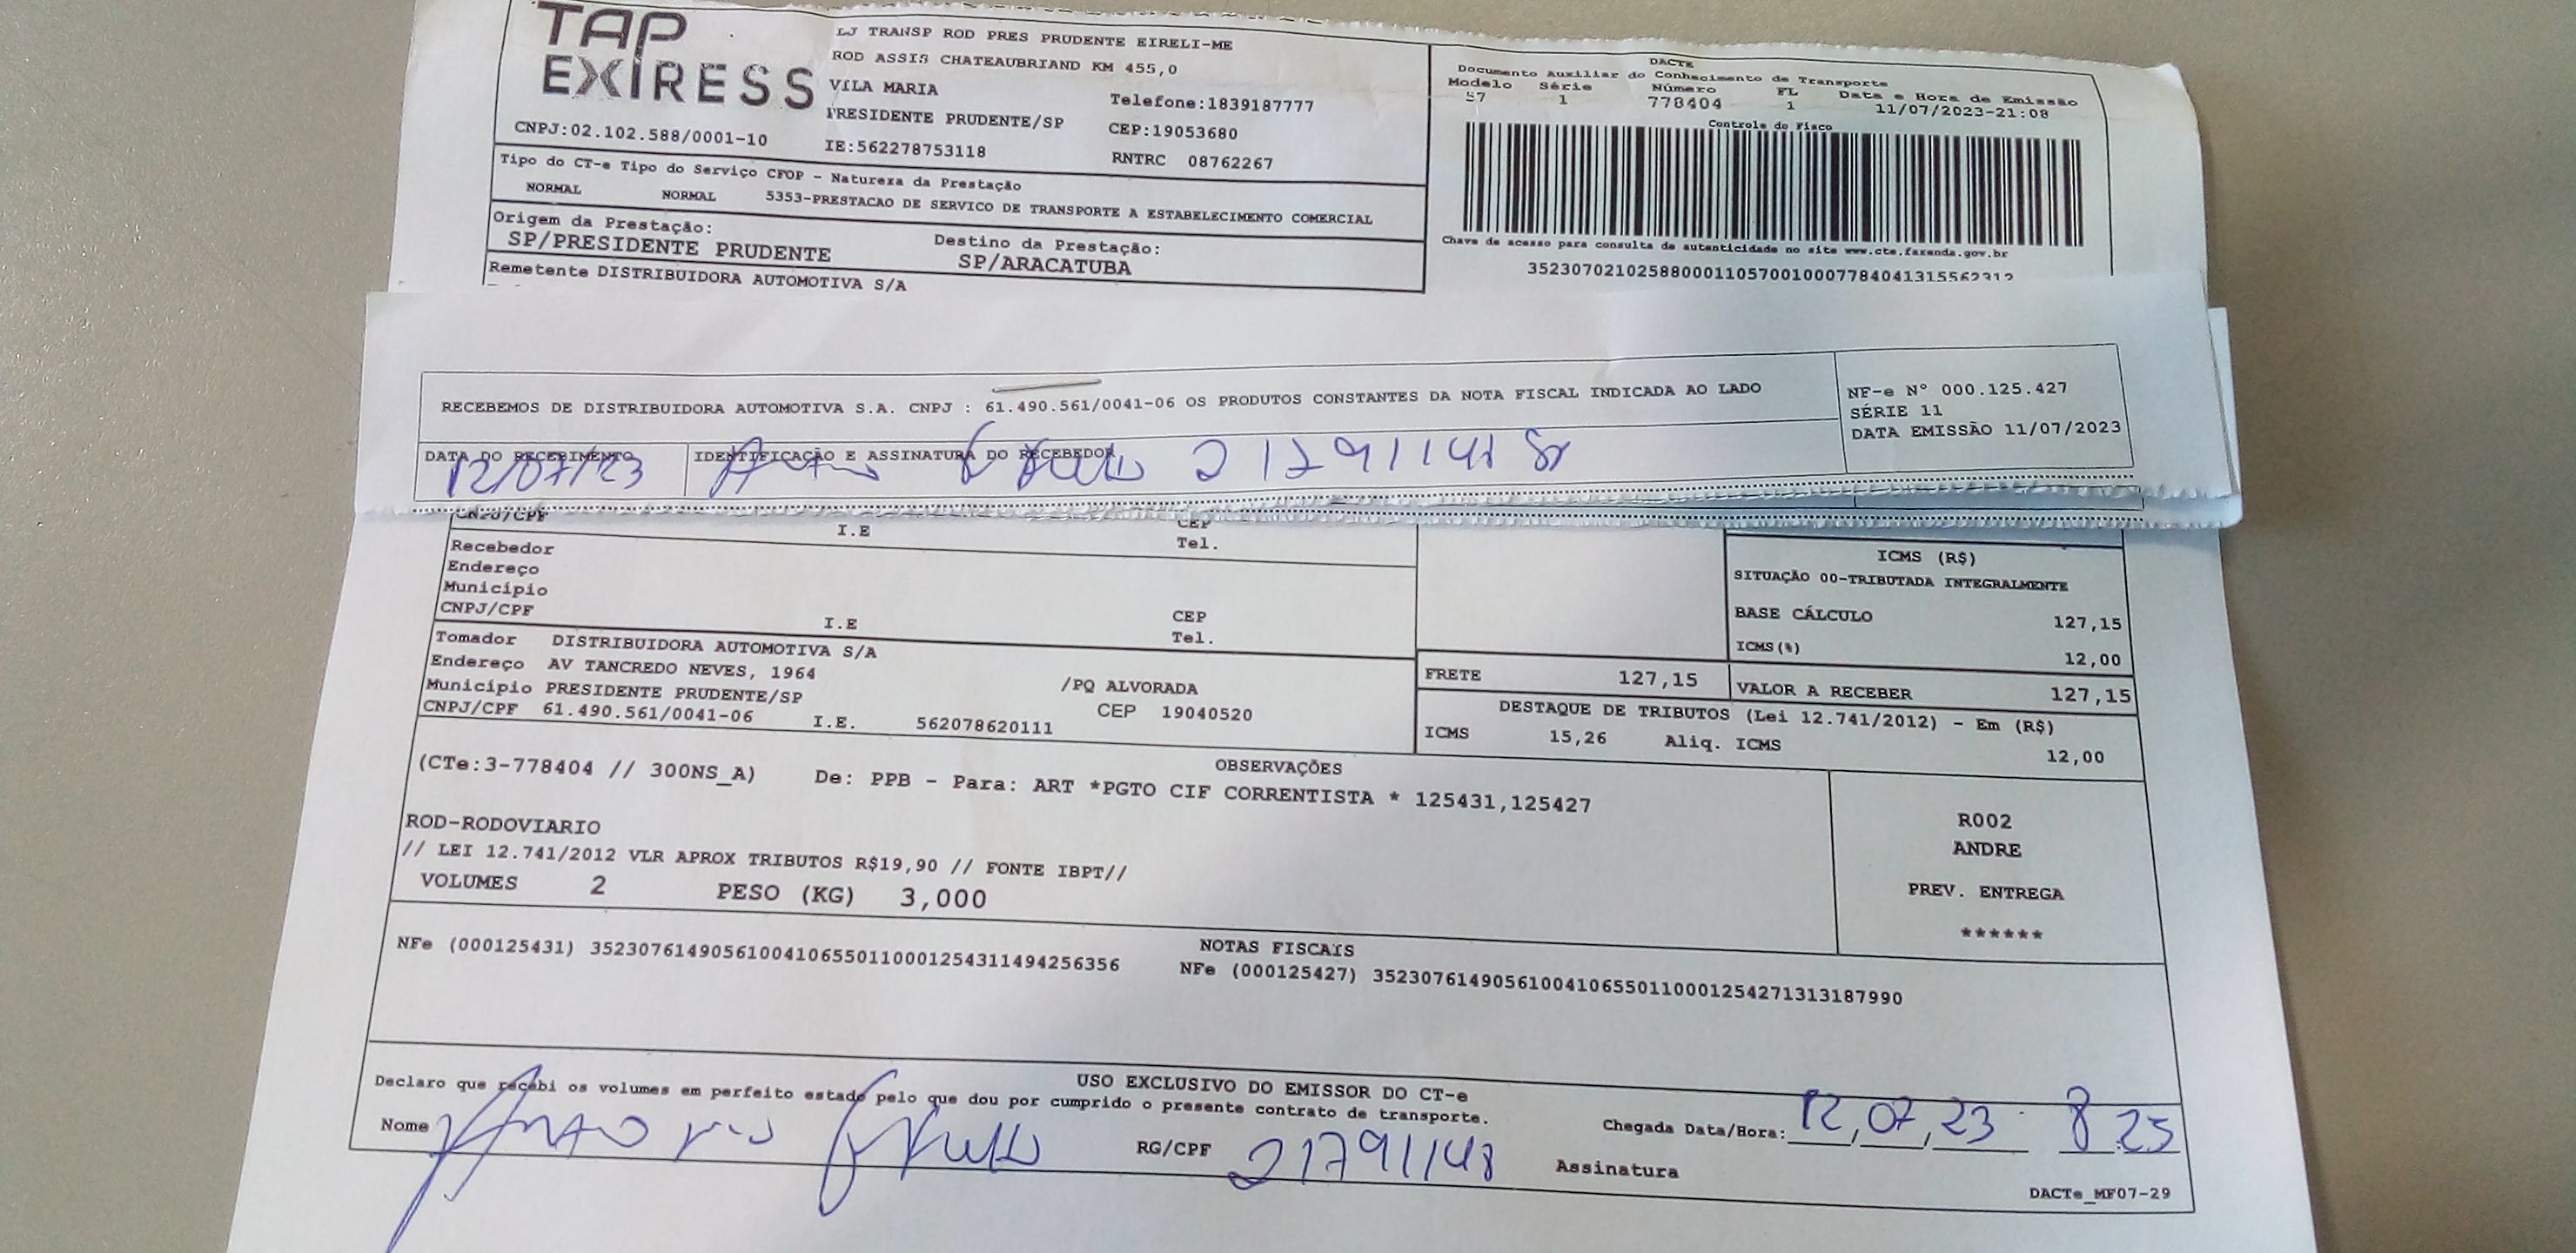 TAP
EXIRESS
LJ TRANSP ROD PRES PRUDENTE EIRELI-ME
ROD ASSIS CHATEAUBRIAND KM 455,0
VILA MARIA
Telefone:1839187777
PRESIDENTE PRUDENTE/SP
CEP:19053680
CNPJ:02.102.588/0001-10
IE:562278753118
RNTRC 08762267
DACTE
Documento Auxiliar do Conhecimento de Transporte
Modelo Série Número FL Data e Hora de Emissão
57 1 778404 1 11/07/2023-21:08
Controle do Fisco
Chave de acesso para consulta de autenticidade no site www.cte.fazenda.gov.br
35230702102588000110570010007784041315562312
Tipo do CT-e Tipo do Serviço CFOP - Natureza da Prestação
NORMAL NORMAL 5353-PRESTACAO DE SERVICO DE TRANSPORTE A ESTABELECIMENTO COMERCIAL
Origem da Prestação: Destino da Prestação:
SP/PRESIDENTE PRUDENTE SP/ARACATUBA
Remetente DISTRIBUIDORA AUTOMOTIVA S/A
RECEBEMOS DE DISTRIBUIDORA AUTOMOTIVA S.A. CNPJ : 61.490.561/0041-06 OS PRODUTOS CONSTANTES DA NOTA FISCAL INDICADA AO LADO
NF-e N° 000.125.427
SÉRIE 11
DATA EMISSÃO 11/07/2023
DATA DO RECEBIMENTO IDENTIFICAÇÃO E ASSINATURA DO RECEBEDOR
12/07/23 21791148
CNPJ/CPF I.E CEP
Tel.
Recebedor
Endereço
Município
CNPJ/CPF I.E CEP
Tel.
ICMS (R$)
SITUAÇÃO 00-TRIBUTADA INTEGRALMENTE
BASE CÁLCULO 127,15
ICMS(%) 12,00
Tomador DISTRIBUIDORA AUTOMOTIVA S/A
Endereço AV TANCREDO NEVES, 1964 /PQ ALVORADA
Município PRESIDENTE PRUDENTE/SP CEP 19040520
CNPJ/CPF 61.490.561/0041-06 I.E. 562078620111
FRETE 127,15 VALOR A RECEBER 127,15
DESTAQUE DE TRIBUTOS (Lei 12.741/2012) - Em (R$)
ICMS 15,26 Aliq. ICMS 12,00
OBSERVAÇÕES
(CTe:3-778404 // 300NS_A) De: PPB - Para: ART *PGTO CIF CORRENTISTA * 125431,125427
ROD-RODOVIARIO
// LEI 12.741/2012 VLR APROX TRIBUTOS R$19,90 // FONTE IBPT//
VOLUMES 2 PESO (KG) 3,000
R002
ANDRE
PREV. ENTREGA
******
NOTAS FISCAIS
NFe (000125431) 35230761490561004106550110001254311494256356 NFe (000125427) 35230761490561004106550110001254271313187990
USO EXCLUSIVO DO EMISSOR DO CT-e
Declaro que recebi os volumes em perfeito estado pelo que dou por cumprido o presente contrato de transporte.
Nome RG/CPF 21791148
Chegada Data/Hora: 12,07,23 8 25
Assinatura
DACTe_MF07-29